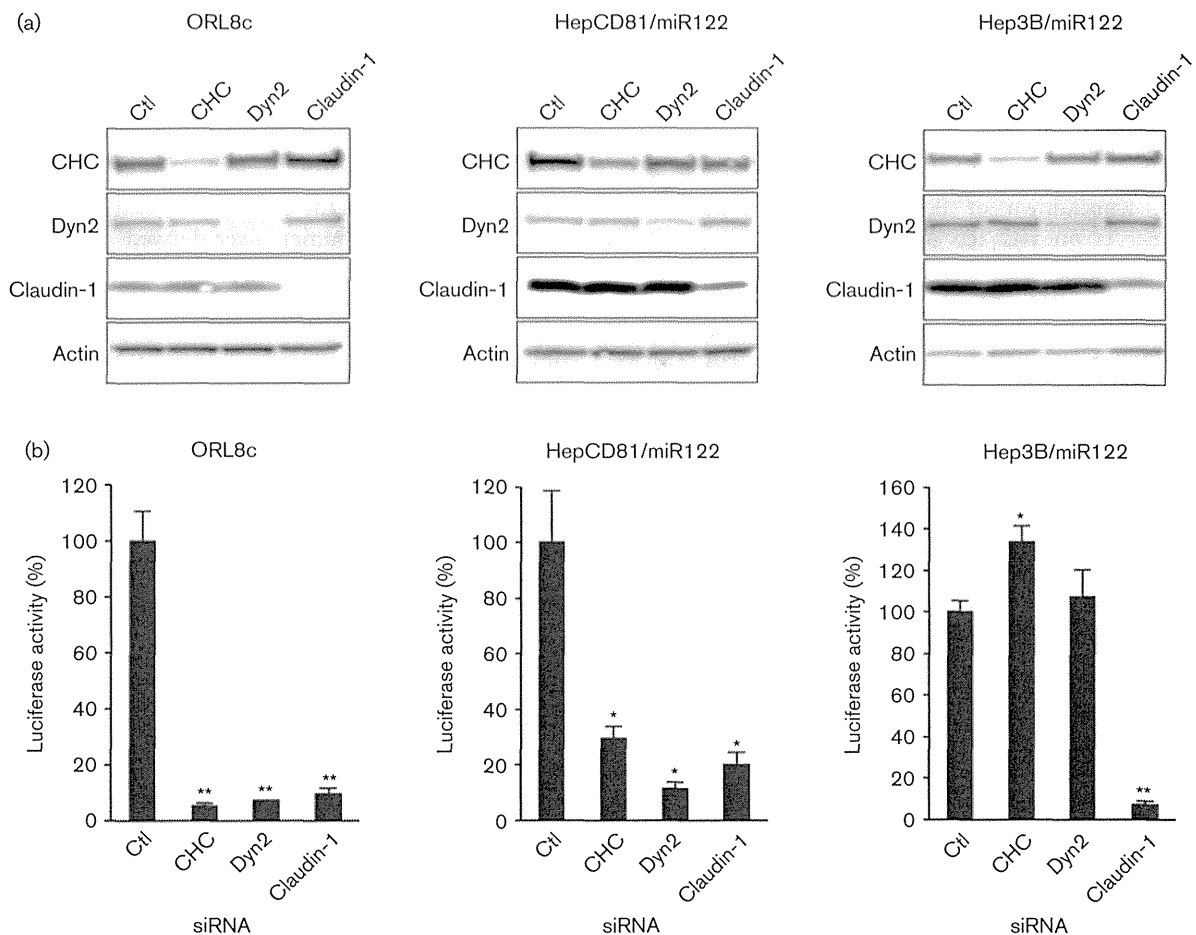 (a) ORL8c HepCD81/miR122 Hep3B/miR122
Ctl CHC Dyn2 Claudin-1 Ctl CHC Dyn2 Claudin-1 Ctl CHC Dyn2 Claudin-1
CHC CHC CHC
Dyn2 Dyn2 Dyn2
Claudin-1 Claudin-1 Claudin-1
Actin Actin Actin
(b) ORL8c HepCD81/miR122 Hep3B/miR122
Luciferase activity (%)
120
100
80
60
40
20
0
** ** **
Ctl CHC Dyn2 Claudin-1
siRNA
Luciferase activity (%)
120
100
80
60
40
20
0
* * *
Ctl CHC Dyn2 Claudin-1
siRNA
Luciferase activity (%)
160
140
120
100
80
60
40
20
0
* **
Ctl CHC Dyn2 Claudin-1
siRNA